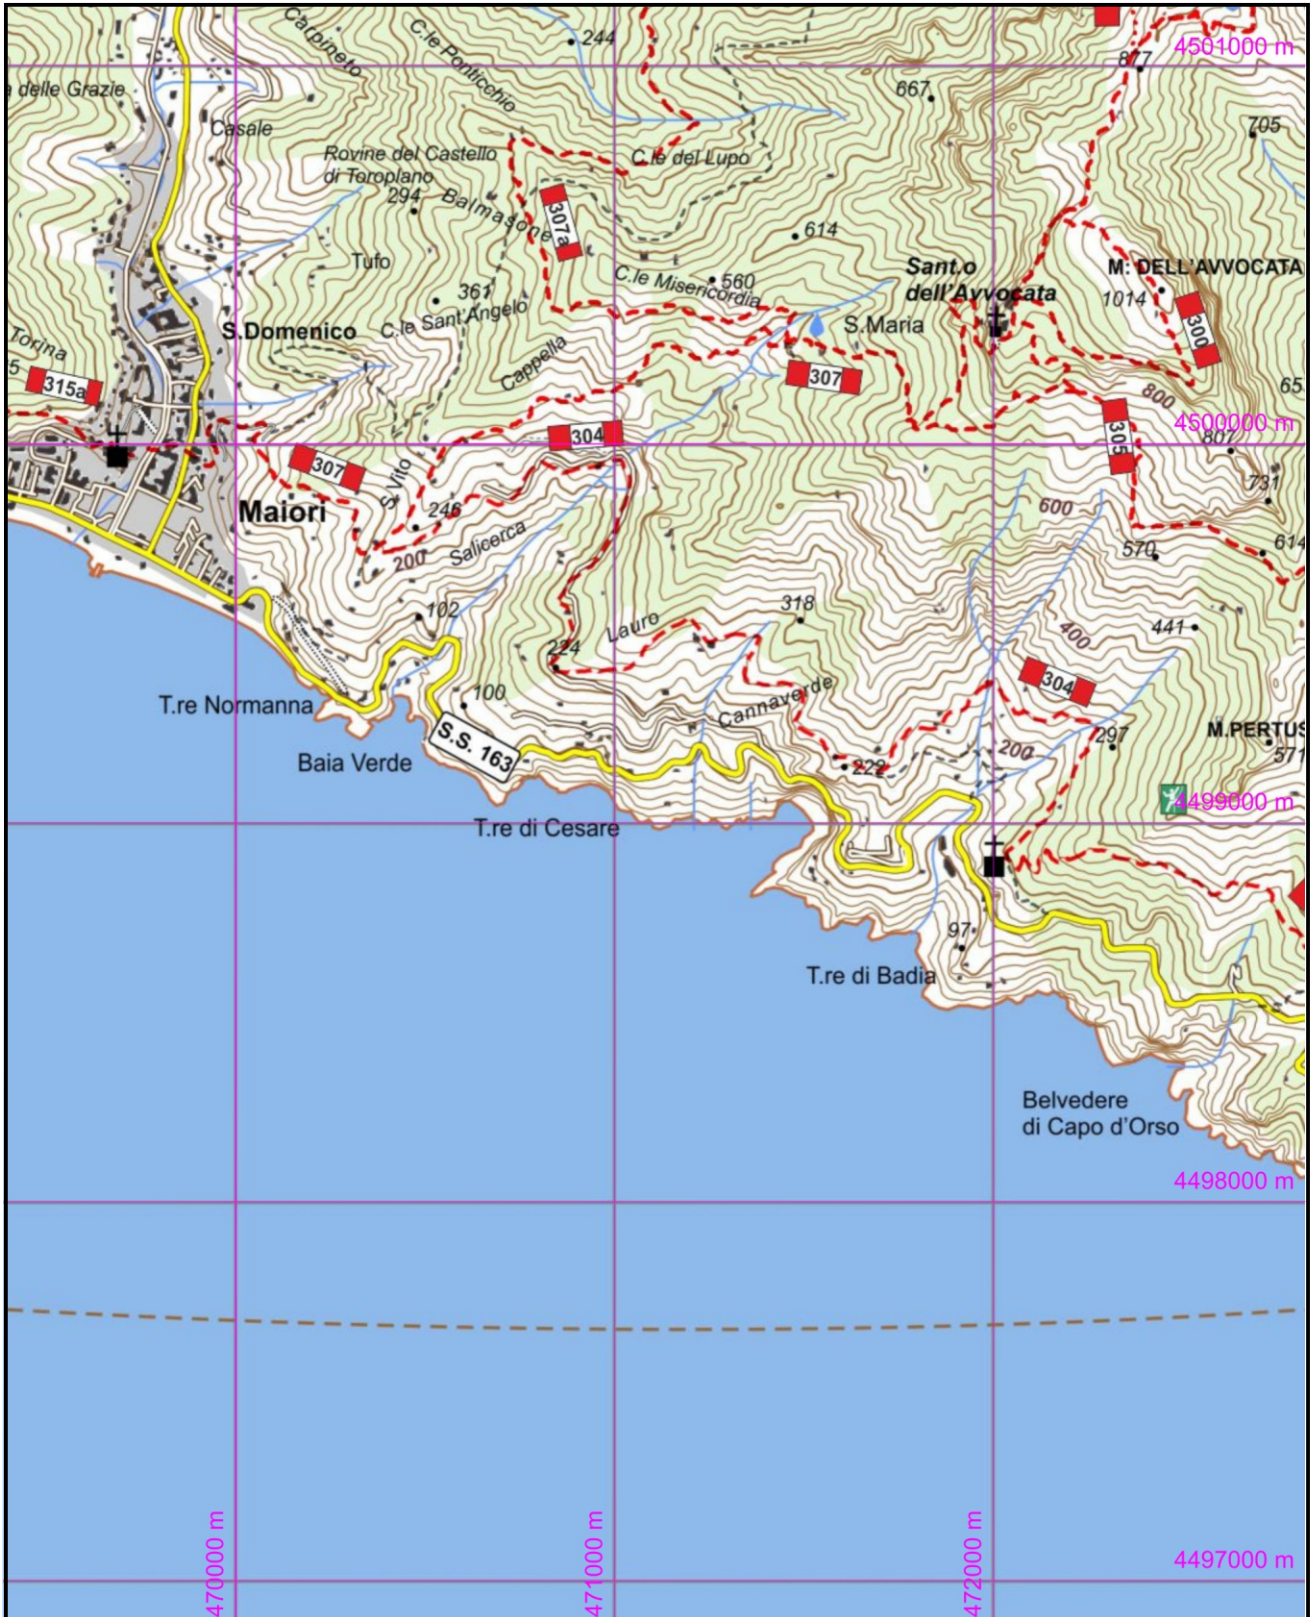 Carpineto
C.le Ponticchio
244
4501000 m
877
a delle Grazie
667
Casale
705
Rovine del Castello
di Toroplano
C.le del Lupo
294
Balmasone
307a
614
Tufo
C.le Misericordia
560
Sant.o
dell'Avvocata
M: DELL'AVVOCATA
1014
361
C.le Sant'Angelo
S.Domenico
S.Maria
300
Torina
5
315a
Cappella
307
65
800
305
4500000 m
807
304
307
S.Vito
731
Maiori
246
600
Salicerca
570
614
200
102
318
Lauro
400
441
224
304
100
T.re Normanna
Cannaverde
297
M.PERTUS
S.S. 163
200
571
Baia Verde
222
4499000 m
T.re di Cesare
97
T.re di Badia
Belvedere
di Capo d'Orso
4498000 m
470000 m
471000 m
472000 m
4497000 m